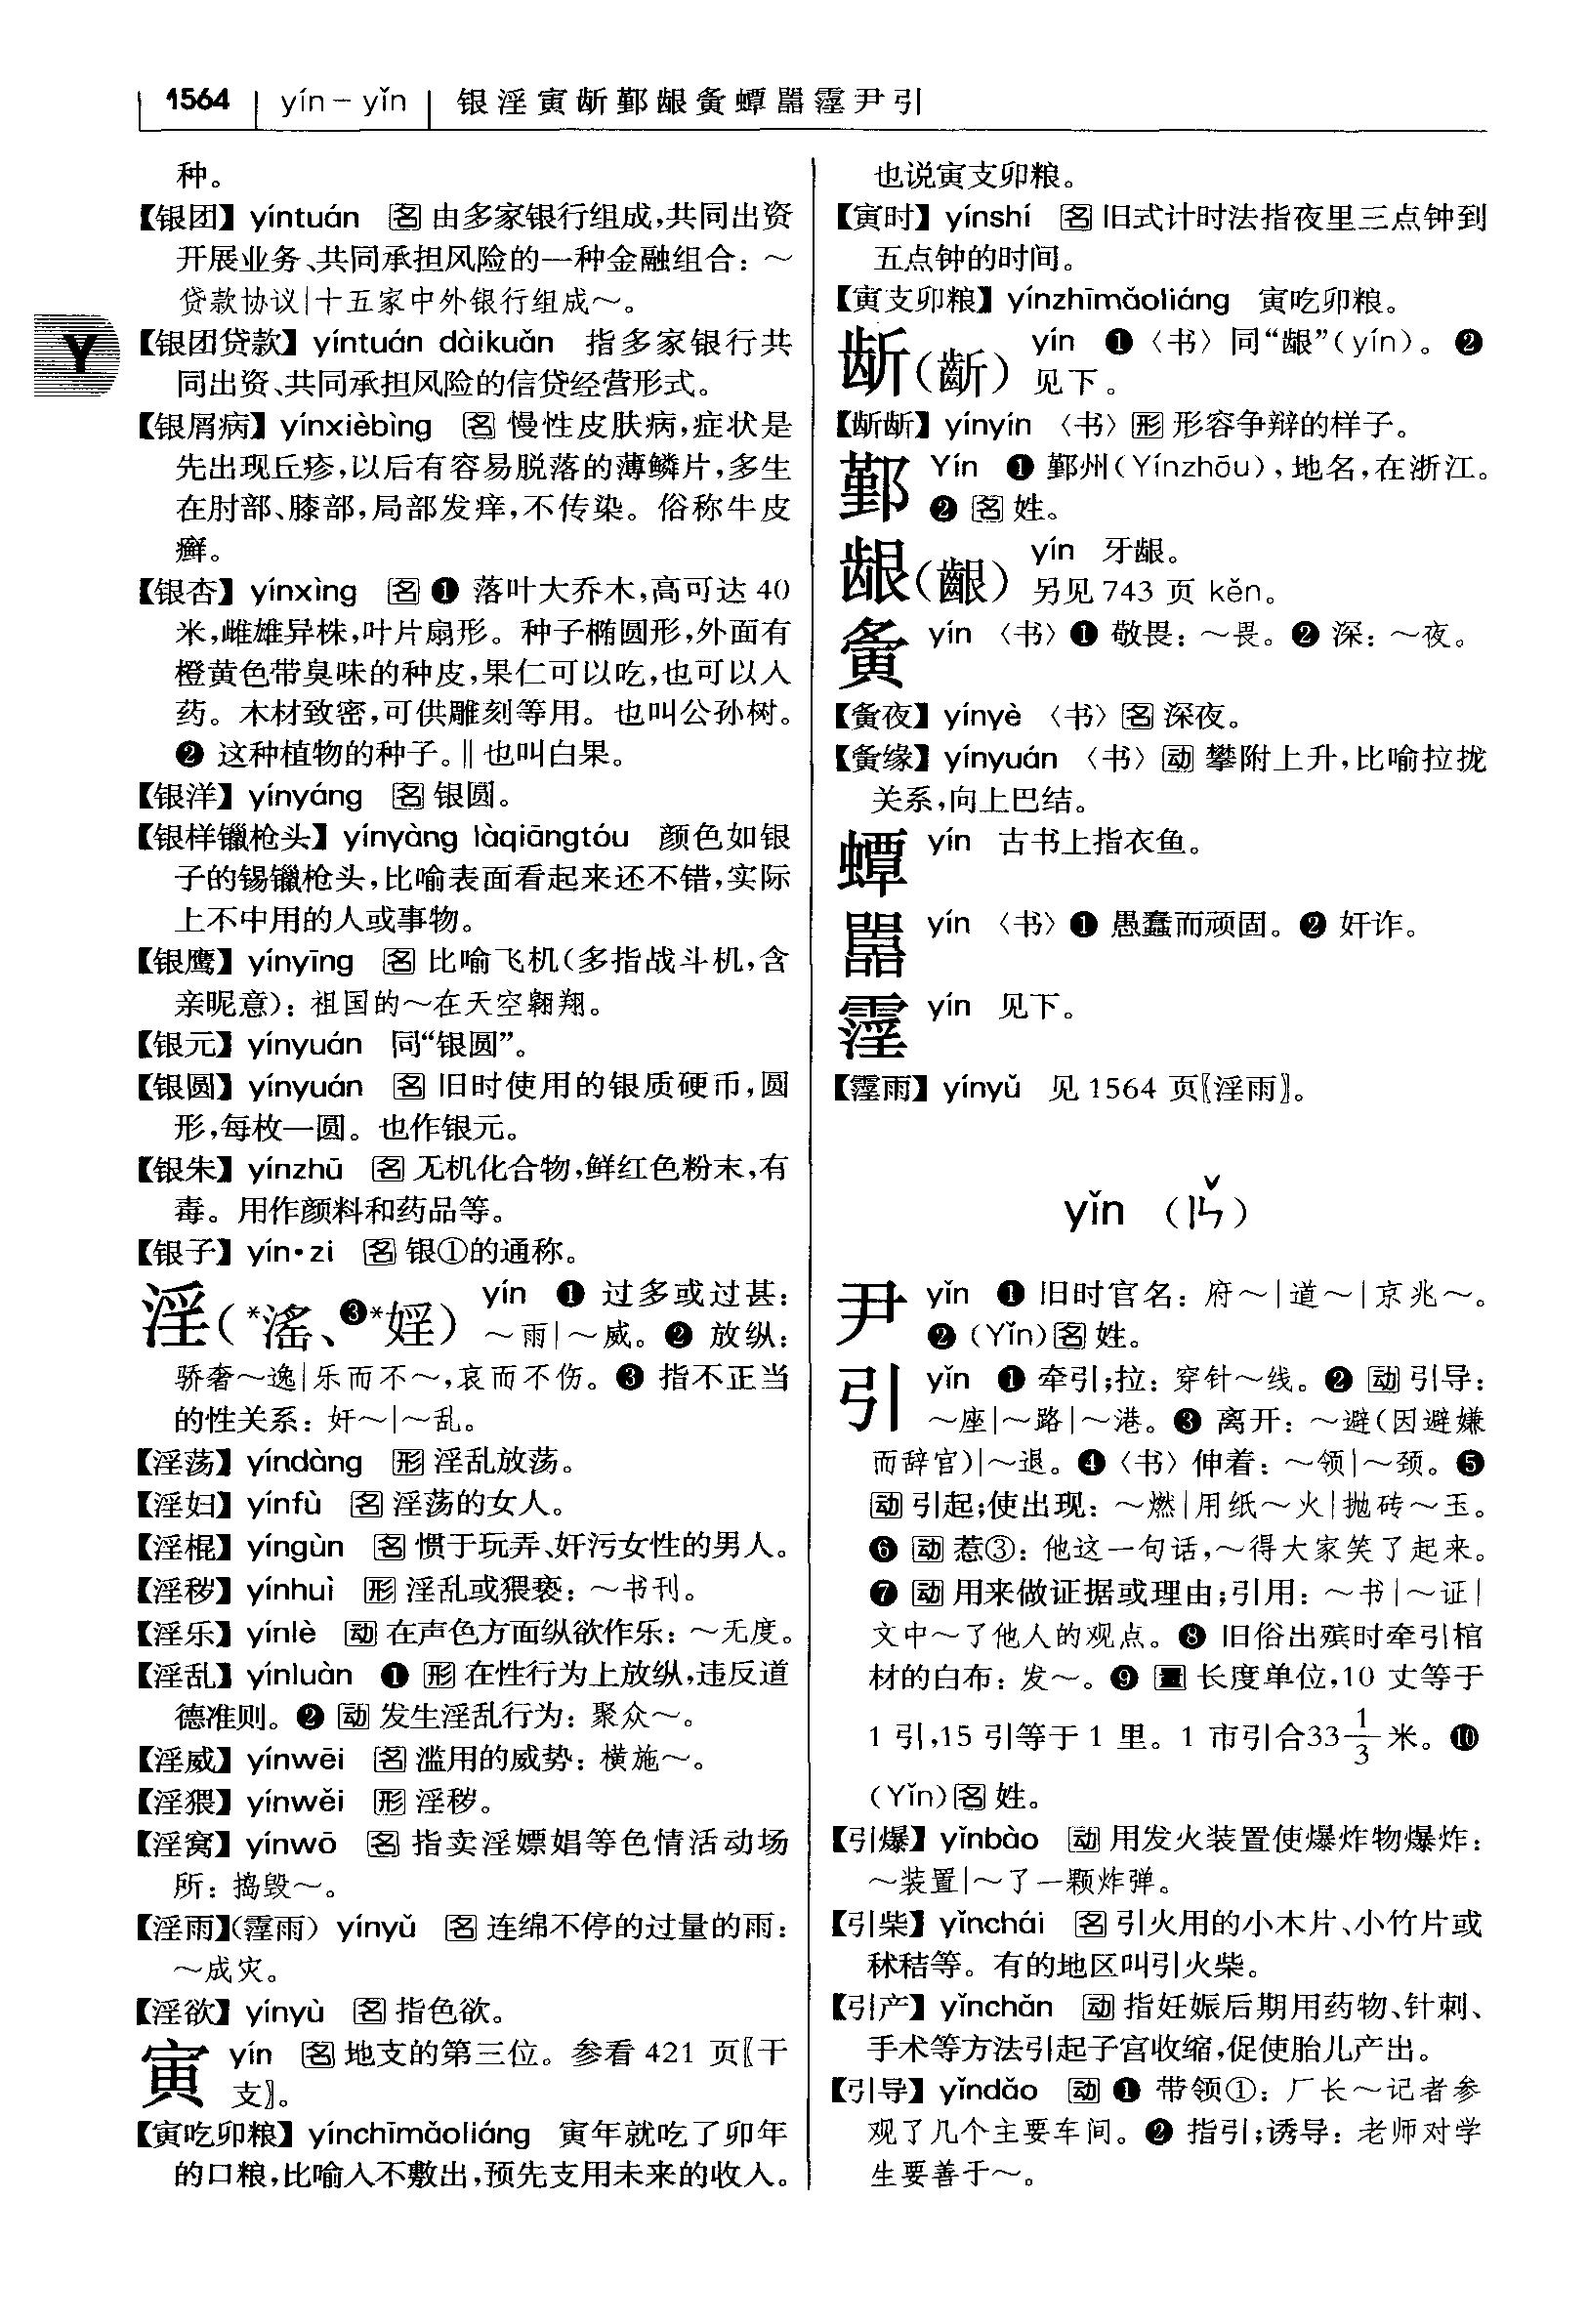 1564 yín－yǐn 银淫寅龂鄞龈夤蟫嚚霪尹引
Y
种。
【银团】yíntuán 名 由多家银行组成,共同出资
开展业务、共同承担风险的一种金融组合：～
贷款协议|十五家中外银行组成～。
【银团贷款】yíntuán dàikuǎn 指多家银行共
同出资、共同承担风险的信贷经营形式。
【银屑病】yínxièbìng 名 慢性皮肤病,症状是
先出现丘疹,以后有容易脱落的薄鳞片,多生
在肘部、膝部,局部发痒,不传染。俗称牛皮
癣。
【银杏】yínxìng 名 ❶ 落叶大乔木,高可达 40
米,雌雄异株,叶片扇形。种子椭圆形,外面有
橙黄色带臭味的种皮,果仁可以吃,也可以入
药。木材致密,可供雕刻等用。也叫公孙树。
❷ 这种植物的种子。‖也叫白果。
【银洋】yínyáng 名 银圆。
【银样镴枪头】yínyàng làqiāngtóu 颜色如银
子的锡镴枪头,比喻表面看起来还不错,实际
上不中用的人或事物。
【银鹰】yínyīng 名 比喻飞机(多指战斗机,含
亲昵意)：祖国的～在天空翱翔。
【银元】yínyuán 同“银圆”。
【银圆】yínyuán 名 旧时使用的银质硬币,圆
形,每枚一圆。也作银元。
【银朱】yínzhū 名 无机化合物,鲜红色粉末,有
毒。用作颜料和药品等。
【银子】yín·zi 名 银①的通称。
淫(*滛、❸*婬) yín ❶ 过多或过甚：
～雨|～威。❷ 放纵：
骄奢～逸|乐而不～,哀而不伤。❸ 指不正当
的性关系：奸～|～乱。
【淫荡】yíndàng 形 淫乱放荡。
【淫妇】yínfù 名 淫荡的女人。
【淫棍】yíngùn 名 惯于玩弄、奸污女性的男人。
【淫秽】yínhuì 形 淫乱或猥亵：～书刊。
【淫乐】yínlè 动 在声色方面纵欲作乐：～无度。
【淫乱】yínluàn ❶ 形 在性行为上放纵,违反道
德准则。❷ 动 发生淫乱行为：聚众～。
【淫威】yínwēi 名 滥用的威势：横施～。
【淫猥】yínwěi 形 淫秽。
【淫窝】yínwō 名 指卖淫嫖娼等色情活动场
所：捣毁～。
【淫雨】(霪雨) yínyǔ 名 连绵不停的过量的雨：
～成灾。
【淫欲】yínyù 名 指色欲。
寅 yín 名 地支的第三位。参看 421 页〖干
支〗。
【寅吃卯粮】yínchīmǎoliáng 寅年就吃了卯年
的口粮,比喻入不敷出,预先支用未来的收入。
也说寅支卯粮。
【寅时】yínshí 名 旧式计时法指夜里三点钟到
五点钟的时间。
【寅支卯粮】yínzhīmǎoliáng 寅吃卯粮。
龂(齗) yín ❶〈书〉同“龈”(yín)。❷
见下。
【龂龂】yínyín〈书〉形 形容争辩的样子。
鄞 Yín ❶ 鄞州(Yínzhōu),地名,在浙江。
❷ 名 姓。
龈(齦) yín 牙龈。
另见 743 页 kěn。
夤 yín〈书〉❶ 敬畏：～畏。❷ 深：～夜。
【夤夜】yínyè〈书〉名 深夜。
【夤缘】yínyuán〈书〉动 攀附上升,比喻拉拢
关系,向上巴结。
蟫 yín 古书上指衣鱼。
嚚 yín〈书〉❶ 愚蠢而顽固。❷ 奸诈。
霪 yín 见下。
【霪雨】yínyǔ 见 1564 页〖淫雨〗。
yǐn (ㄧㄣˇ)
尹 yǐn ❶ 旧时官名：府～|道～|京兆～。
❷ (Yǐn)名 姓。
引 yǐn ❶ 牵引;拉：穿针～线。❷ 动 引导：
～座|～路|～港。❸ 离开：～避(因避嫌
而辞官)|～退。❹〈书〉伸着：～领|～颈。❺
动 引起;使出现：～燃|用纸～火|抛砖～玉。
❻ 动 惹③：他这一句话,～得大家笑了起来。
❼ 动 用来做证据或理由;引用：～书|～证|
文中～了他人的观点。❽ 旧俗出殡时牵引棺
材的白布：发～。❾ 量 长度单位,10 丈等于
1 引,15 引等于 1 里。1 市引合33 1/3 米。❿
(Yǐn)名 姓。
【引爆】yǐnbào 动 用发火装置使爆炸物爆炸：
～装置|～了一颗炸弹。
【引柴】yǐnchái 名 引火用的小木片、小竹片或
秫秸等。有的地区叫引火柴。
【引产】yǐnchǎn 动 指妊娠后期用药物、针刺、
手术等方法引起子宫收缩,促使胎儿产出。
【引导】yǐndǎo 动 ❶ 带领①：厂长～记者参
观了几个主要车间。❷ 指引;诱导：老师对学
生要善于～。